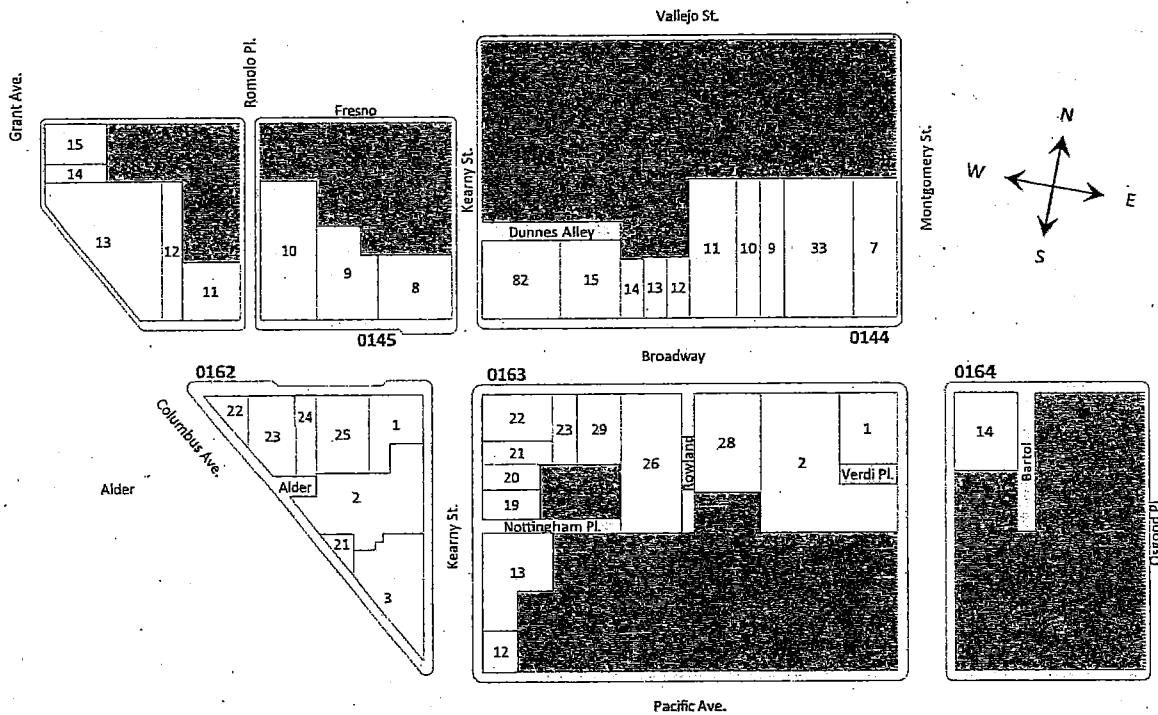 Vallejo St.
Grant Ave.
Romolo Pl.
Fresno
Kearny St.
Montgomery St.
N
W
E
S
15
14
13
12
11
10
9
8
Dunnes Alley
82
15
14
13
12
11
10
9
33
7
0145
0144
Broadway
0162
0163
0164
Columbus Ave.
22
23
24
25
1
Alder
Alder
2
21
3
Kearny St.
22
23
29
21
20
19
26
Rowland
28
2
1
Verdi Pl.
Nottingham Pl.
13
12
14
Bartol
Osgood Pl.
Pacific Ave.